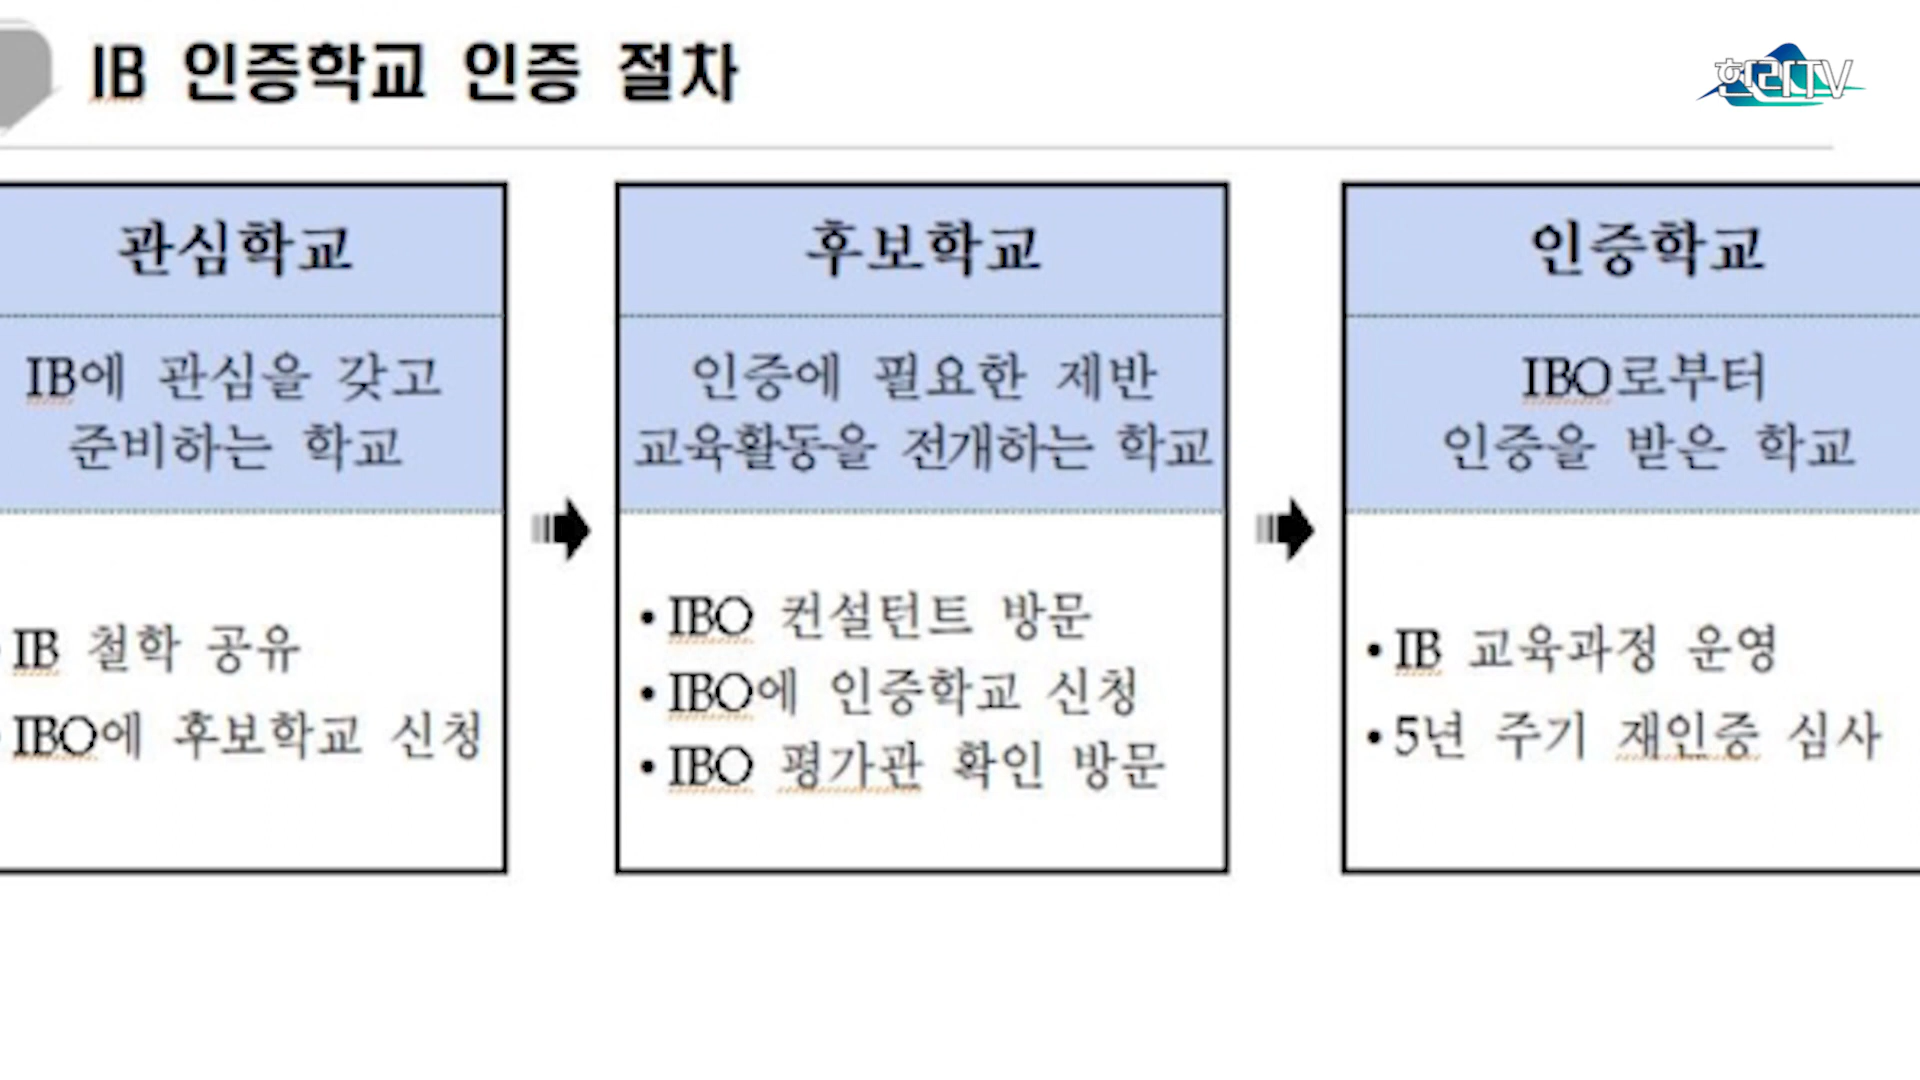 IB 인증학교 인증 절차
한라TV
관심학교
IB에 관심을 갖고
준비하는 학교
IB 철학 공유
IBO에 후보학교 신청
후보학교
인증에 필요한 제반
교육활동을 전개하는 학교
• IBO 컨설턴트 방문
• IBO에 인증학교 신청
• IBO 평가관 확인 방문
인증학교
IBO로부터
인증을 받은 학교
• IB 교육과정 운영
• 5년 주기 재인증 심사